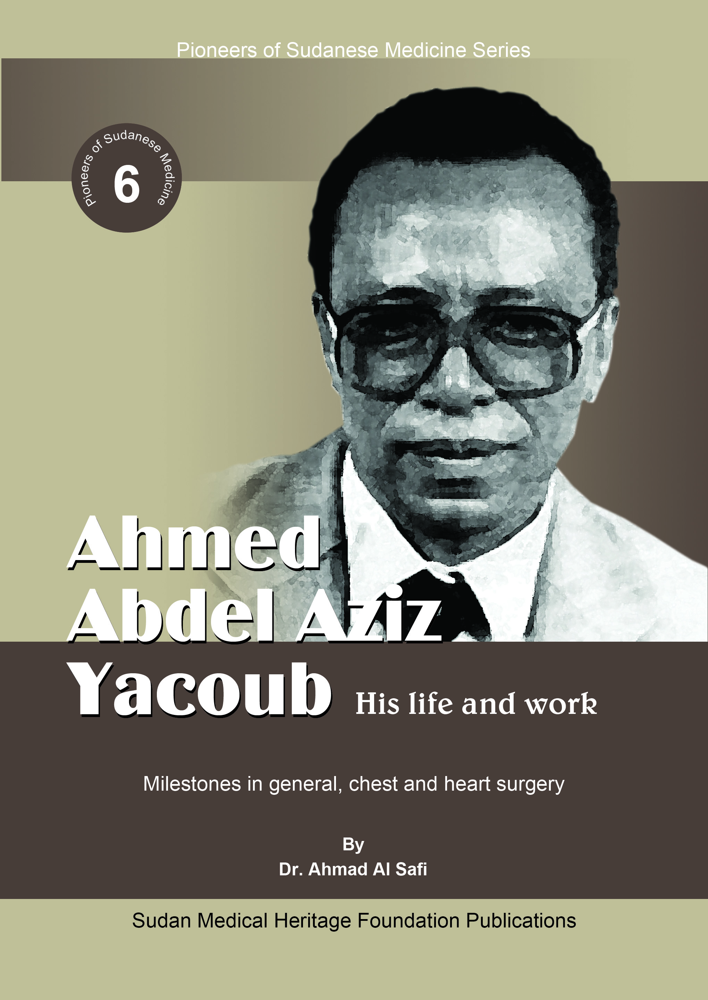 Pioneers of Sudanese Medicine Series
Pioneers of Sudanese Medicine
6
Ahmed
Abdel Aziz
Yacoub His life and work
Milestones in general, chest and heart surgery
By
Dr. Ahmad Al Safi
Sudan Medical Heritage Foundation Publications